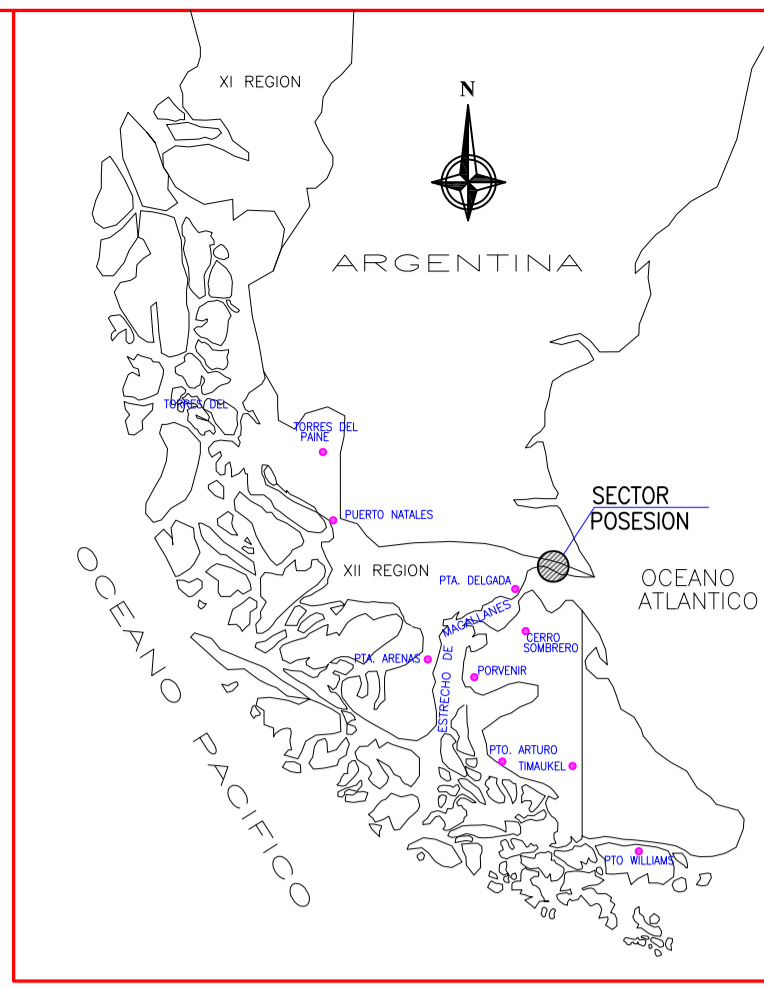 XI REGION
N
ARGENTINA
TORRES DEL
TORRES DEL
PAINE
PUERTO NATALES
SECTOR
POSESION
XII REGION
PTA. DELGADA
OCEANO
ATLANTICO
ESTRECHO DE MAGALLANES
CERRO
SOMBRERO
PTA. ARENAS
PORVENIR
OCEANO PACIFICO
PTO. ARTURO
TIMAUKEL
PTO WILLIAMS